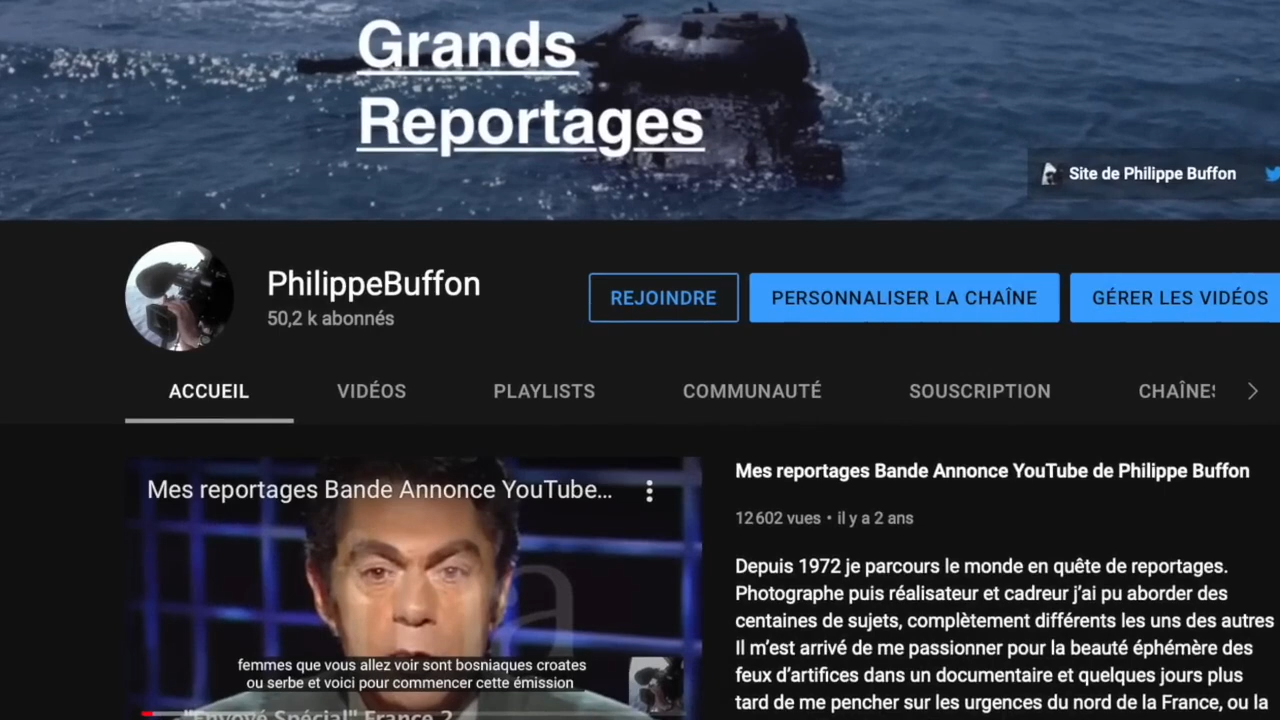 Grands
Reportages
Site de Philippe Buffon
PhilippeBuffon
50,2 k abonnés
REJOINDRE
PERSONNALISER LA CHAÎNE
GÉRER LES VIDÉOS
ACCUEIL
VIDÉOS
PLAYLISTS
COMMUNAUTÉ
SOUSCRIPTION
CHAÎNES
Mes reportages Bande Annonce YouTube...
femmes que vous allez voir sont bosniaques croates
ou serbe et voici pour commencer cette émission
"Envoyé Spécial" France 2
Mes reportages Bande Annonce YouTube de Philippe Buffon
12 602 vues • il y a 2 ans
Depuis 1972 je parcours le monde en quête de reportages.
Photographe puis réalisateur et cadreur j'ai pu aborder des
centaines de sujets, complètement différents les uns des autres
Il m'est arrivé de me passionner pour la beauté éphémère des
feux d'artifices dans un documentaire et quelques jours plus
tard de me pencher sur les urgences du nord de la France, ou la